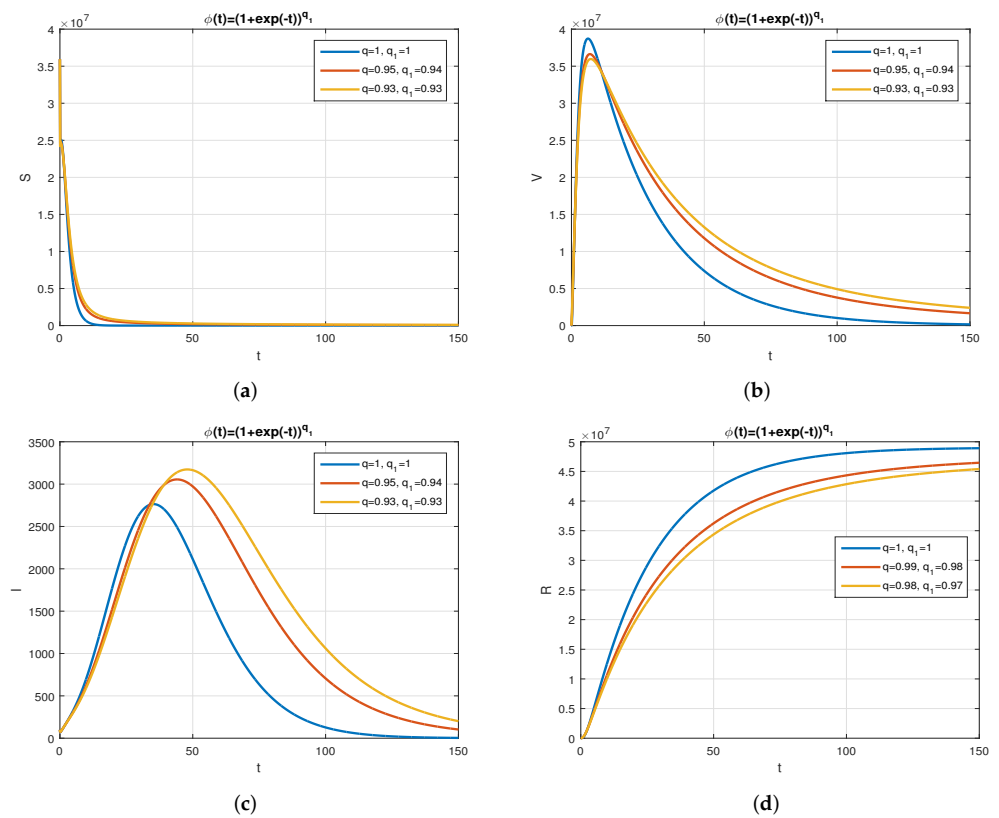 ϕ(t)=(1+exp(-t))^q₁
×10⁷
4
3.5
3
2.5
2
1.5
1
0.5
0
S
q=1, q₁=1
q=0.95, q₁=0.94
q=0.93, q₁=0.93
0 50 100 150
t
(a)
ϕ(t)=(1+exp(-t))^q₁
×10⁷
4
3.5
3
2.5
2
1.5
1
0.5
0
V
q=1, q₁=1
q=0.95, q₁=0.94
q=0.93, q₁=0.93
0 50 100 150
t
(b)
ϕ(t)=(1+exp(-t))^q₁
3500
3000
2500
2000
1500
1000
500
0
I
q=1, q₁=1
q=0.95, q₁=0.94
q=0.93, q₁=0.93
0 50 100 150
t
(c)
ϕ(t)=(1+exp(-t))^q₁
×10⁷
5
4.5
4
3.5
3
2.5
2
1.5
1
0.5
0
R
q=1, q₁=1
q=0.99, q₁=0.98
q=0.98, q₁=0.97
0 50 100 150
t
(d)